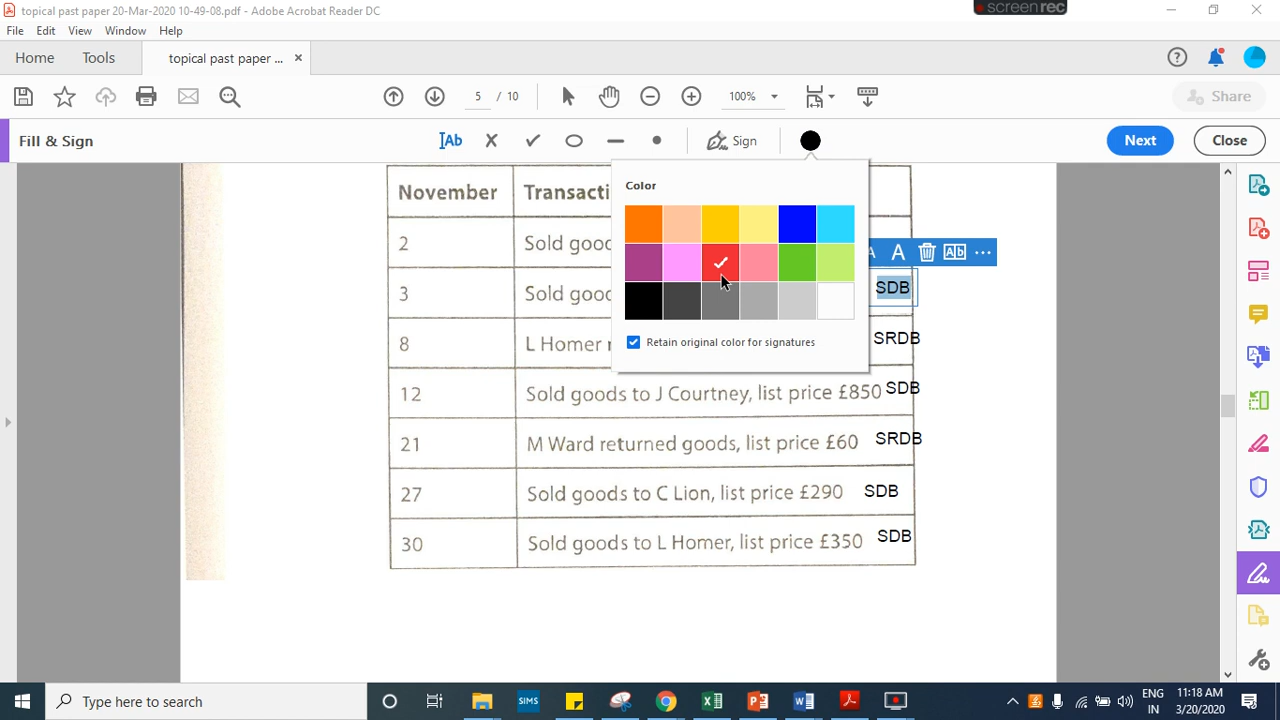 topical past paper 20-Mar-2020 10-49-08.pdf - Adobe Acrobat Reader DC
screenrec
File Edit View Window Help
Home Tools topical past paper ... ×
5 / 10 100% Share
Fill & Sign Ab Sign Next Close
Color
Retain original color for signatures
November Transacti
2 Sold good
A A Ab ...
3 Sold good SDB
8 L Homer SRDB
12 Sold goods to J Courtney, list price £850 SDB
21 M Ward returned goods, list price £60 SRDB
27 Sold goods to C Lion, list price £290 SDB
30 Sold goods to L Homer, list price £350 SDB
Type here to search SIMS ENG 11:18 AM
IN 3/20/2020